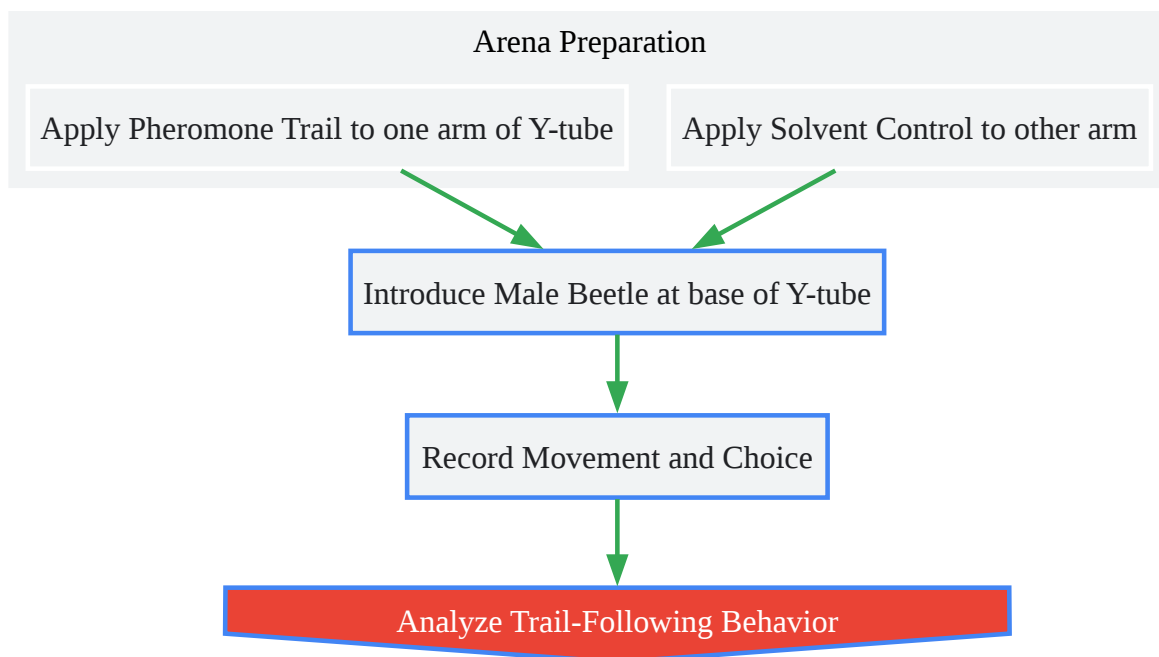 Arena Preparation
Apply Pheromone Trail to one arm of Y-tube
Apply Solvent Control to other arm
Introduce Male Beetle at base of Y-tube
Record Movement and Choice
Analyze Trail-Following Behavior